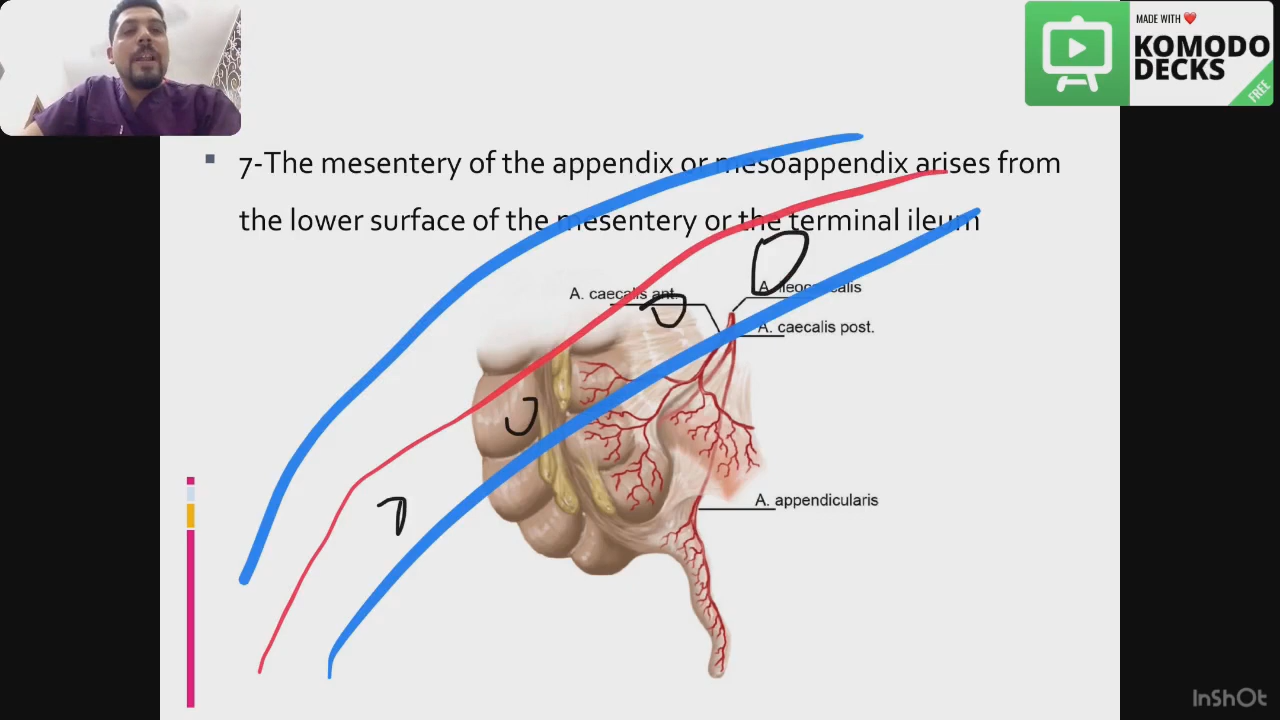 MADE WITH ❤️
KOMODO
DECKS
FREE
7-The mesentery of the appendix or mesoappendix arises from
the lower surface of the mesentery or the terminal ileum
A. caecalis ant.
A. ileocaecalis
A. caecalis post.
A. appendicularis
InShOt